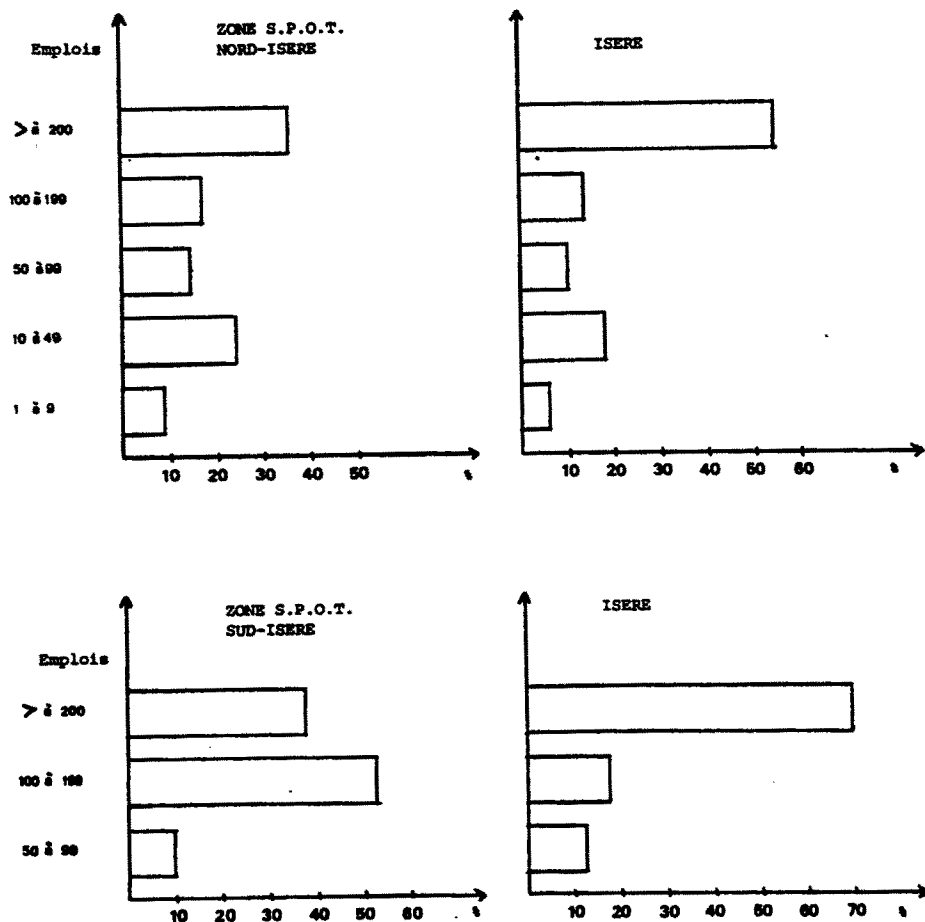 ZONE S.P.O.T.
NORD-ISERE
Emplois
> à 200
100 à 199
50 à 99
10 à 49
1 à 9
10 20 30 40 50 %
ISERE
10 20 30 40 50 60 %
ZONE S.P.O.T.
SUD-ISERE
Emplois
> à 200
100 à 199
50 à 99
10 20 30 40 50 60 %
ISERE
10 20 30 40 50 60 70 %